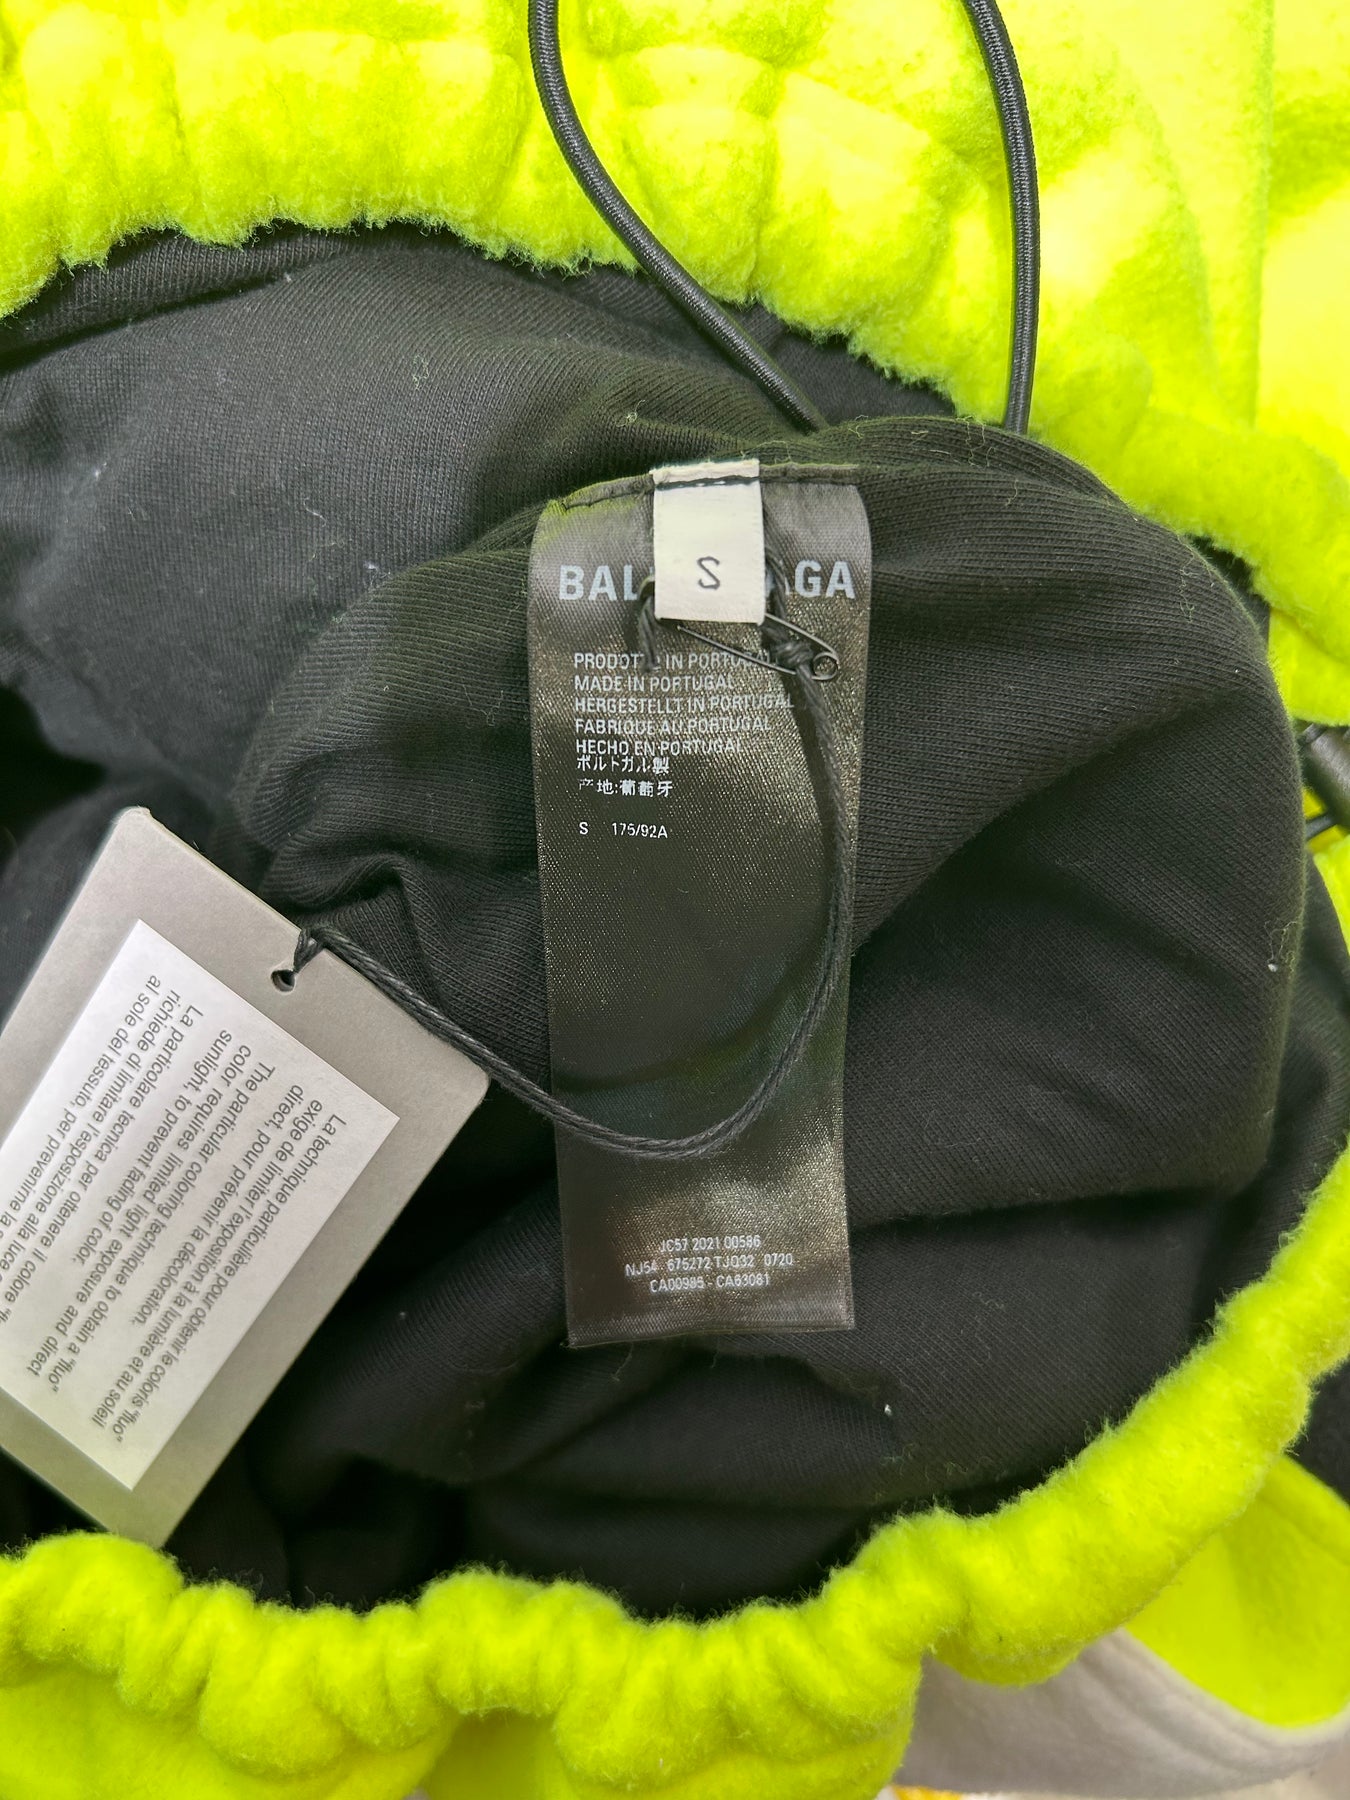 S
BAL AGA
PRODOTTO IN PORTUGAL
MADE IN PORTUGAL
HERGESTELLT IN PORTUGAL
FABRIQUE AU PORTUGAL
HECHO EN PORTUGAL
ポルトガル製
产地:葡萄牙
S 175/92A
JC57 2021 00586
NJ54 675272 TJQ32 0720
CA00985 - CA63081
La technique particulière pour obtenir le coloris "fluo"
exige de limiter l'exposition à la lumière et au soleil
direct, pour prévenir la décoloration.
The particular coloring technique to obtain a "fluo"
color requires limited light exposure and direct
sunlight, to prevent fading of color.
La particolare tecnica per ottenere il colore "
richiede di limitare l'esposizione alla luce
al sole del tessuto, per prevenirne la